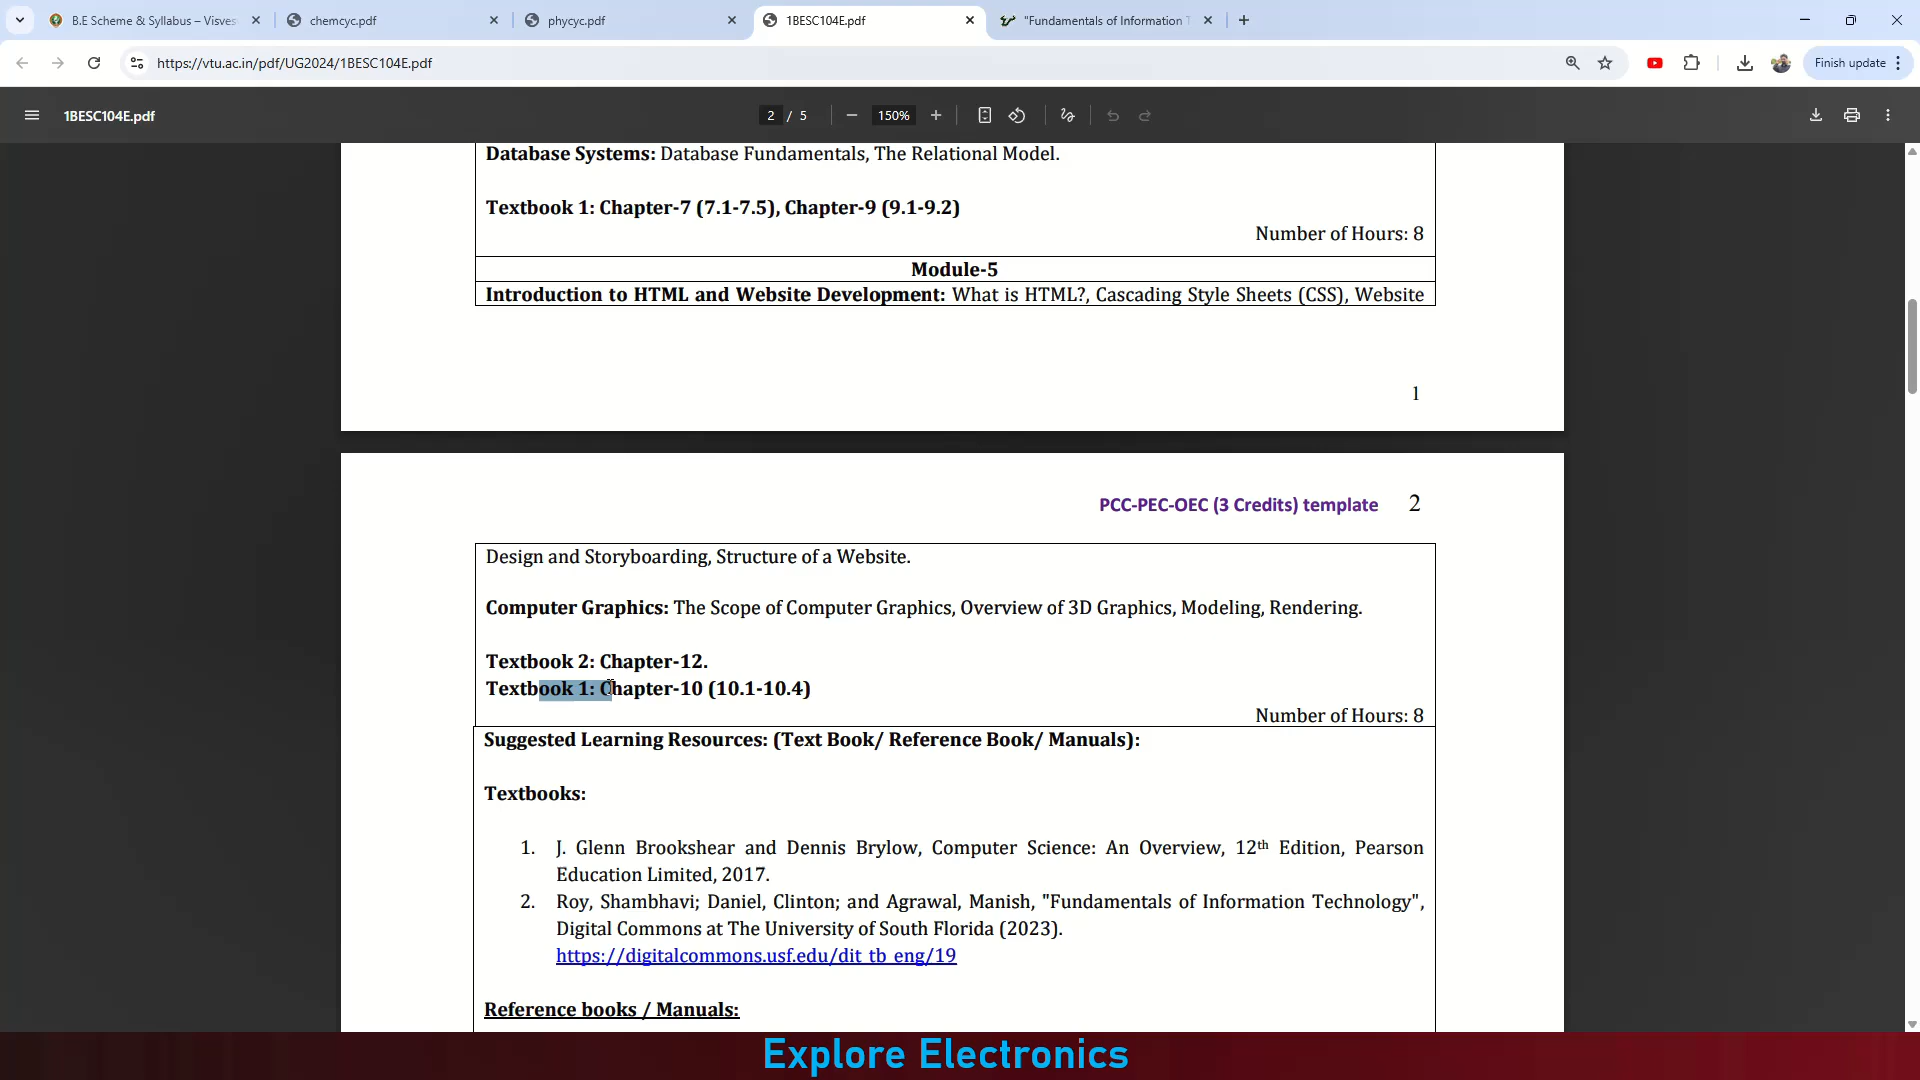 B.E Scheme & Syllabus – Visves
chemcyc.pdf
phycyc.pdf
1BESC104E.pdf
"Fundamentals of Information T
https://vtu.ac.in/pdf/UG2024/1BESC104E.pdf
Finish update
1BESC104E.pdf
2 / 5
150%
Database Systems: Database Fundamentals, The Relational Model.
Textbook 1: Chapter-7 (7.1-7.5), Chapter-9 (9.1-9.2)
Number of Hours: 8
Module-5
Introduction to HTML and Website Development: What is HTML?, Cascading Style Sheets (CSS), Website
1
PCC-PEC-OEC (3 Credits) template 2
Design and Storyboarding, Structure of a Website.
Computer Graphics: The Scope of Computer Graphics, Overview of 3D Graphics, Modeling, Rendering.
Textbook 2: Chapter-12.
Textbook 1: Chapter-10 (10.1-10.4)
Number of Hours: 8
Suggested Learning Resources: (Text Book/ Reference Book/ Manuals):
Textbooks:
1. J. Glenn Brookshear and Dennis Brylow, Computer Science: An Overview, 12th Edition, Pearson
Education Limited, 2017.
2. Roy, Shambhavi; Daniel, Clinton; and Agrawal, Manish, "Fundamentals of Information Technology",
Digital Commons at The University of South Florida (2023).
https://digitalcommons.usf.edu/dit_tb_eng/19
Reference books / Manuals:
Explore Electronics